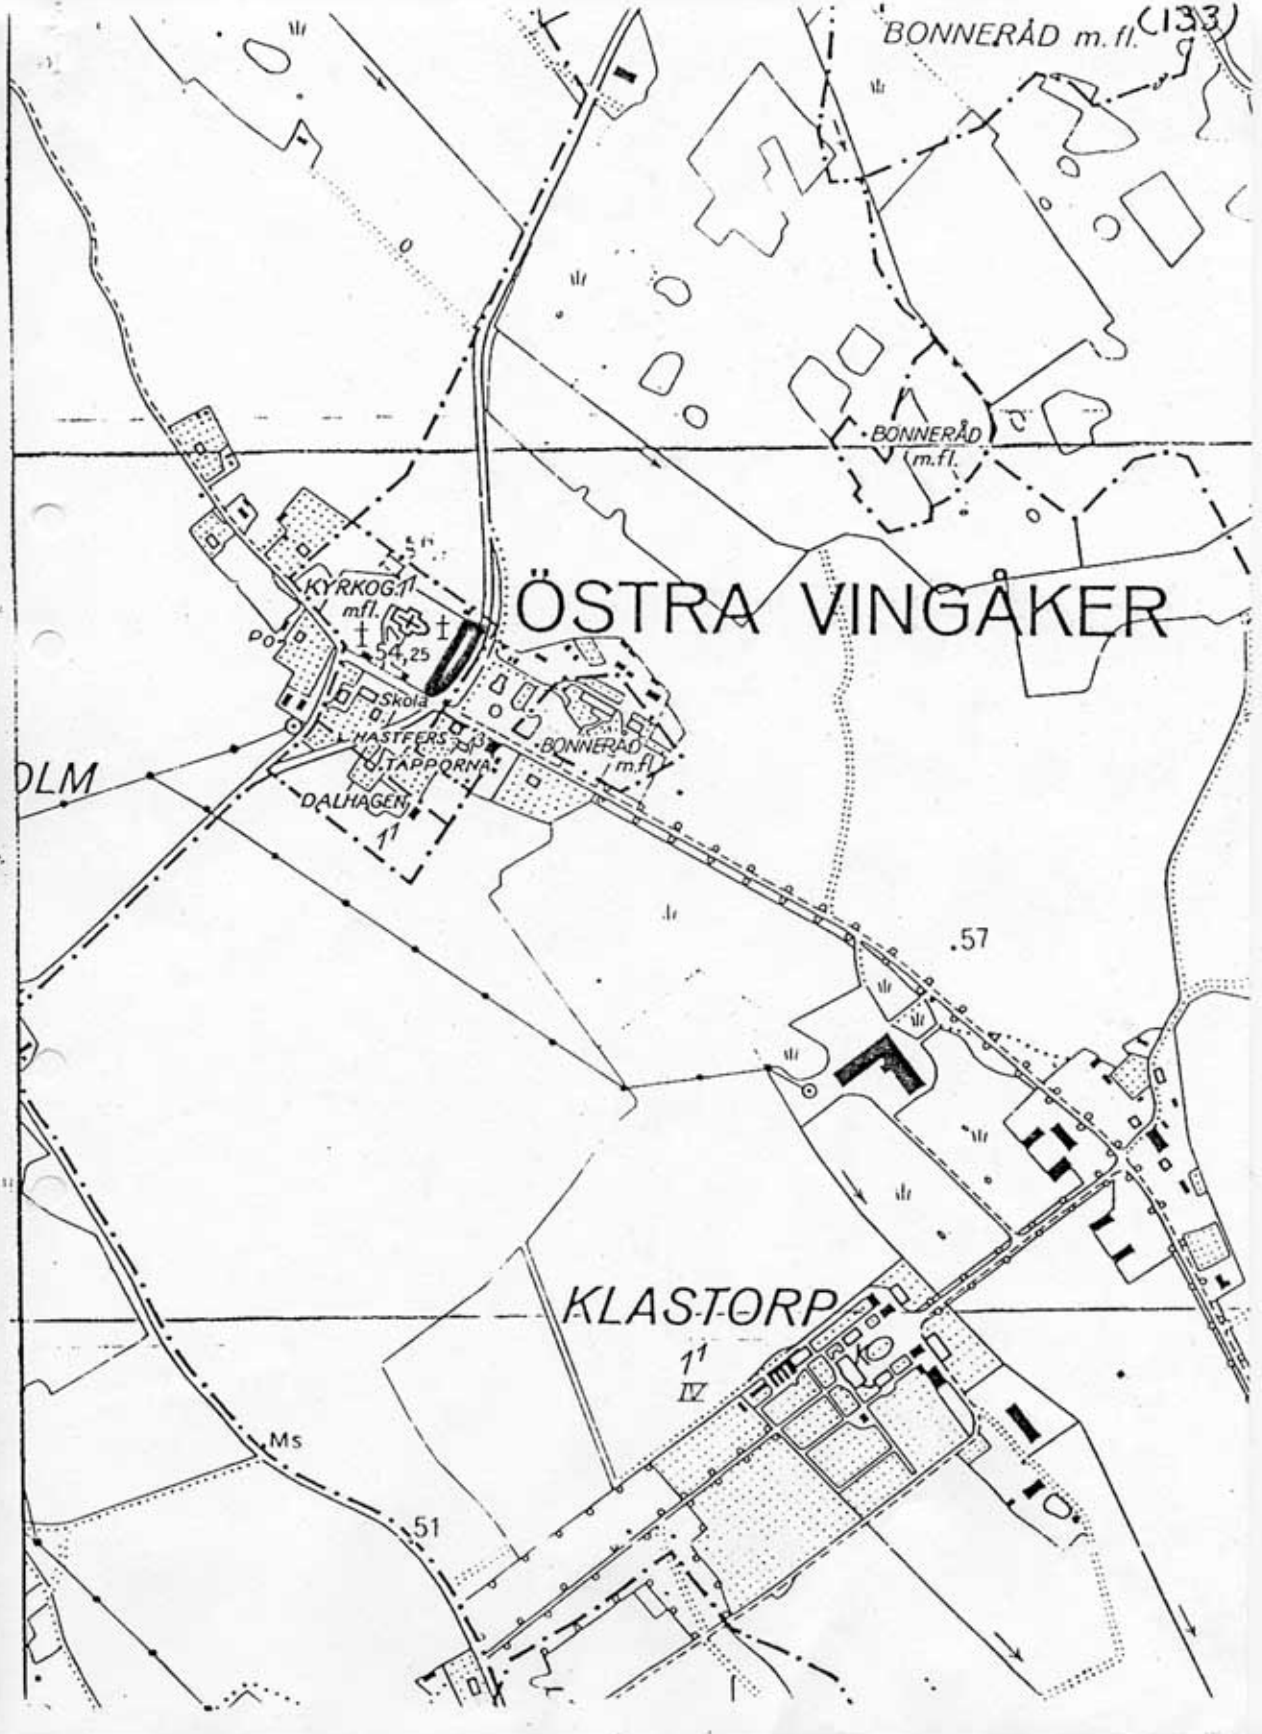 (133)
BONNERÅD m. fl.
BONNERÅD
m.fl.
ÖSTRA VINGÅKER
KYRKOG.1¹
mfl.
54,25
Po
Skola
HASTFERS
TAPPORNA
BONNERÅD
m.fl
OLM
DALHAGEN
1¹
.57
KLASTORP
1¹
IV
Ms
51